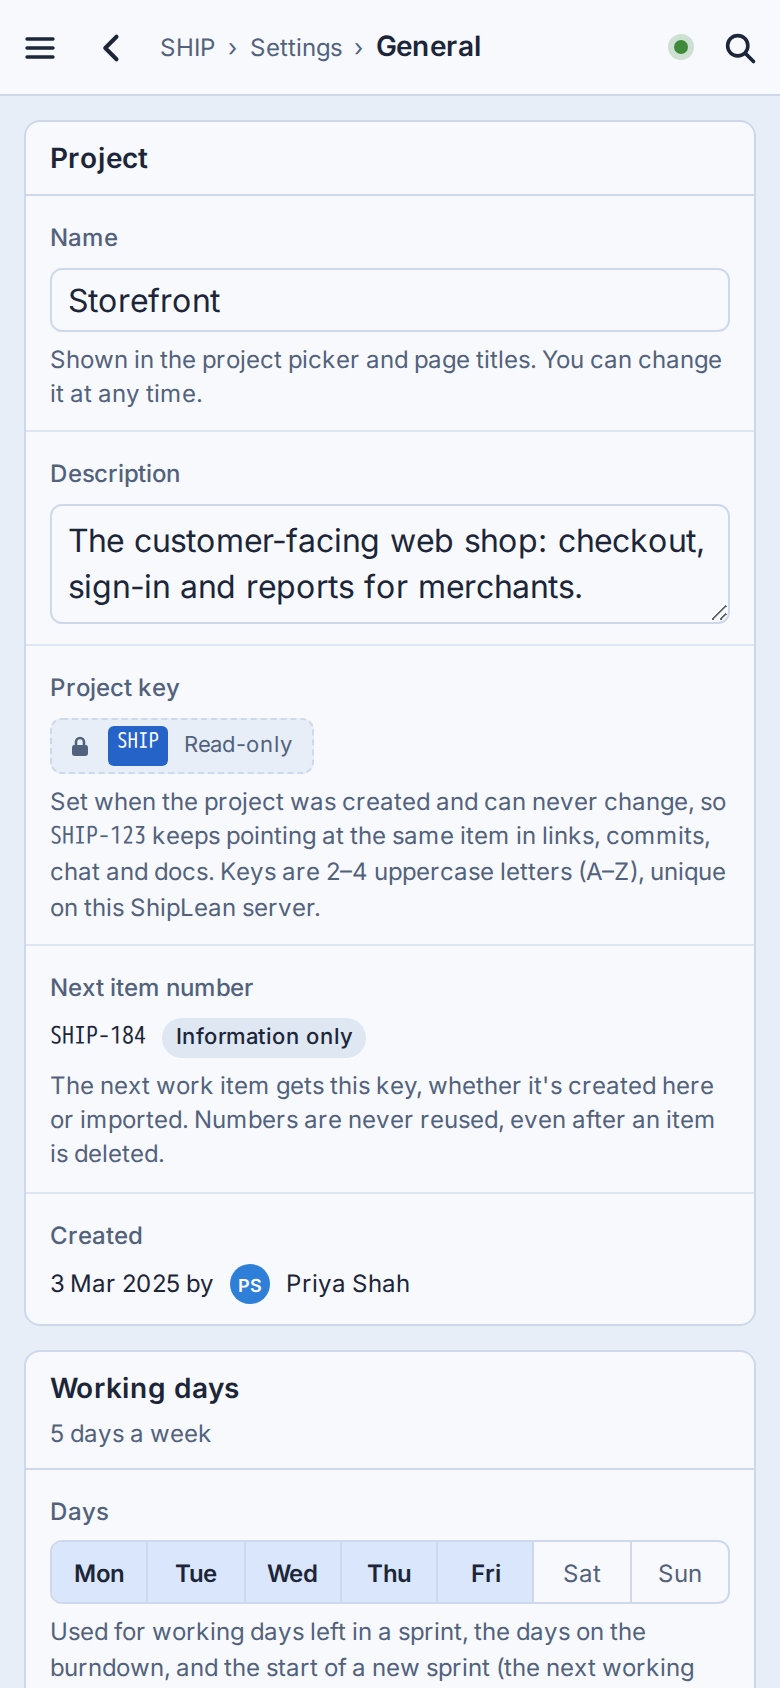 SHIP › Settings › General
Project
Name
Storefront
Shown in the project picker and page titles. You can change
it at any time.
Description
The customer-facing web shop: checkout,
sign-in and reports for merchants.
Project key
SHIP Read-only
Set when the project was created and can never change, so
SHIP-123 keeps pointing at the same item in links, commits,
chat and docs. Keys are 2–4 uppercase letters (A–Z), unique
on this ShipLean server.
Next item number
SHIP-184 Information only
The next work item gets this key, whether it's created here
or imported. Numbers are never reused, even after an item
is deleted.
Created
3 Mar 2025 by PS Priya Shah
Working days
5 days a week
Days
Mon Tue Wed Thu Fri Sat Sun
Used for working days left in a sprint, the days on the
burndown, and the start of a new sprint (the next working